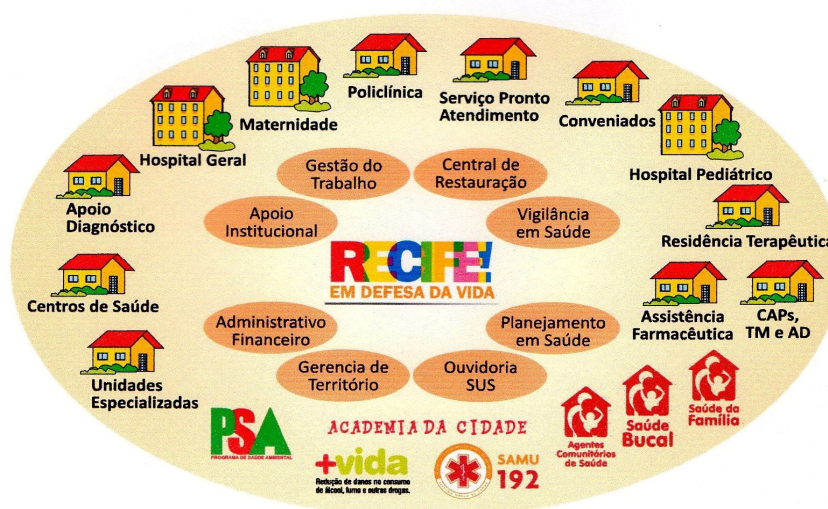 Policlínica
Serviço Pronto
Atendimento
Maternidade
Conveniados
Hospital Geral
Hospital Pediátrico
Gestão do
Trabalho
Central de
Restauração
Apoio
Diagnóstico
Apoio
Institucional
Vigilância
em Saúde
Residência Terapêutica
RECIFE!
EM DEFESA DA VIDA
Centros de Saúde
Assistência
Farmacêutica
CAPs,
TM e AD
Administrativo
Financeiro
Planejamento
em Saúde
Unidades
Especializadas
Gerencia de
Território
Ouvidoria
SUS
PSA
PROGRAMA DE SAÚDE AMBIENTAL
ACADEMIA DA CIDADE
+vida
Redução de danos no consumo
de álcool, fumo e outras drogas.
SAMU
192
Agentes
Comunitários
de Saúde
Saúde
Bucal
Saúde da
Família